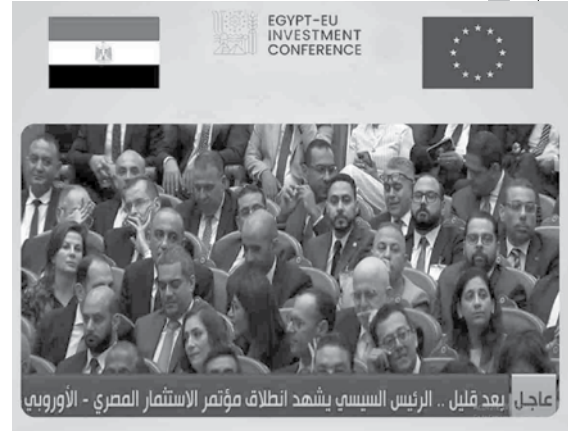 EGYPT-EU
INVESTMENT
CONFERENCE
عاجل بعد قليل .. الرئيس السيسي يشهد انطلاق مؤتمر الاستثمار المصري - الأوروبي